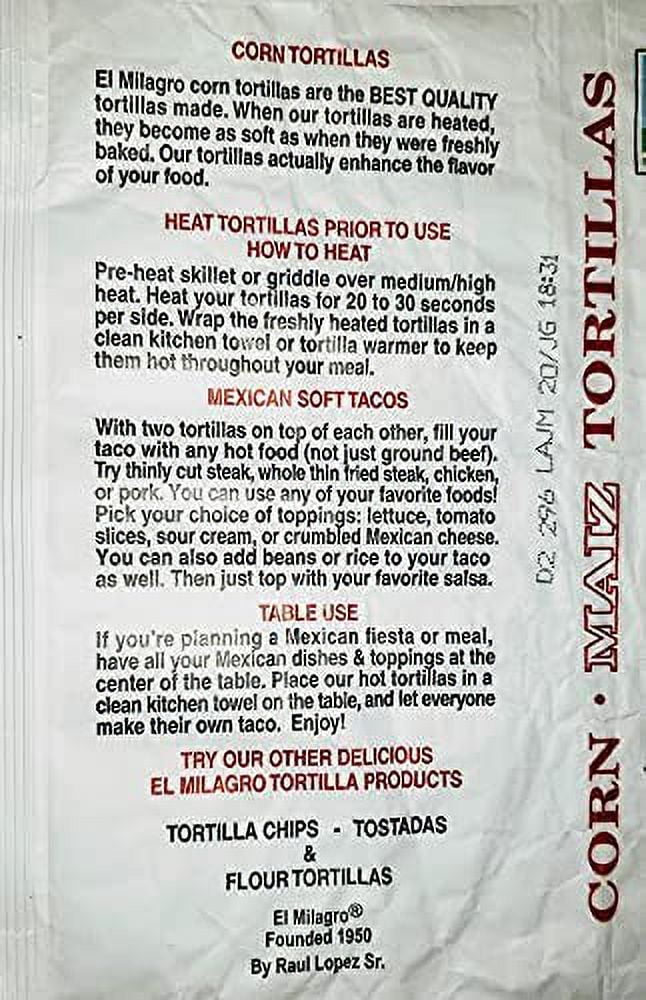 CORN TORTILLAS
El Milagro corn tortillas are the BEST QUALITY
tortillas made. When our tortillas are heated,
they become as soft as when they were freshly
baked. Our tortillas actually enhance the flavor
of your food.
HEAT TORTILLAS PRIOR TO USE
HOW TO HEAT
Pre-heat skillet or griddle over medium/high
heat. Heat your tortillas for 20 to 30 seconds
per side. Wrap the freshly heated tortillas in a
clean kitchen towel or tortilla warmer to keep
them hot throughout your meal.
MEXICAN SOFT TACOS
With two tortillas on top of each other, fill your
taco with any hot food (not just ground beef).
Try thinly cut steak, whole thin fried steak, chicken,
or pork. You can use any of your favorite foods!
Pick your choice of toppings: lettuce, tomato
slices, sour cream, or crumbled Mexican cheese.
You can also add beans or rice to your taco
as well. Then just top with your favorite salsa.
TABLE USE
If you're planning a Mexican fiesta or meal,
have all your Mexican dishes & toppings at the
center of the table. Place our hot tortillas in a
clean kitchen towel on the table, and let everyone
make their own taco. Enjoy!
TRY OUR OTHER DELICIOUS
EL MILAGRO TORTILLA PRODUCTS
TORTILLA CHIPS - TOSTADAS
&
FLOUR TORTILLAS
El Milagro®
Founded 1950
By Raul Lopez Sr.
D2 296 LAJM 20/JG 18:31
CORN · MAIZ TORTILLAS